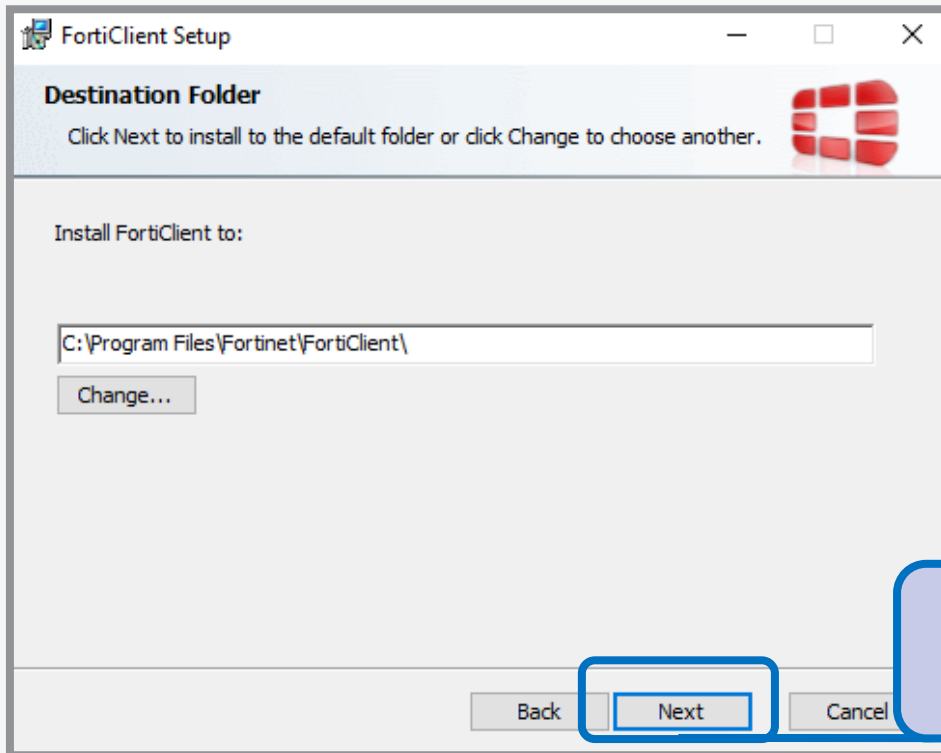 FortiClient Setup
Destination Folder
Click Next to install to the default folder or click Change to choose another.
Install FortiClient to:
C:\Program Files\Fortinet\FortiClient\
Change...
Back Next Cancel